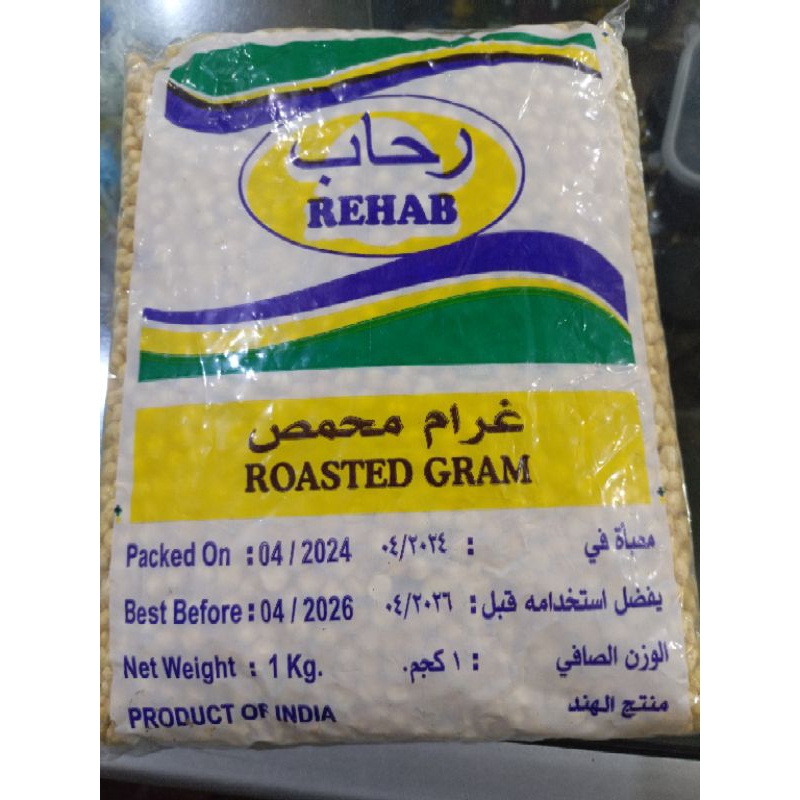 رحاب
REHAB
غرام محمص
ROASTED GRAM
Packed On : 04 / 2024 ٠٤/٢٠٢٤ : معبأة في
Best Before : 04 / 2026 ٠٤/٢٠٢٦ : يفضل استخدامه قبل
Net Weight : 1 Kg. ١ كجم. : الوزن الصافي
PRODUCT OF INDIA منتج الهند